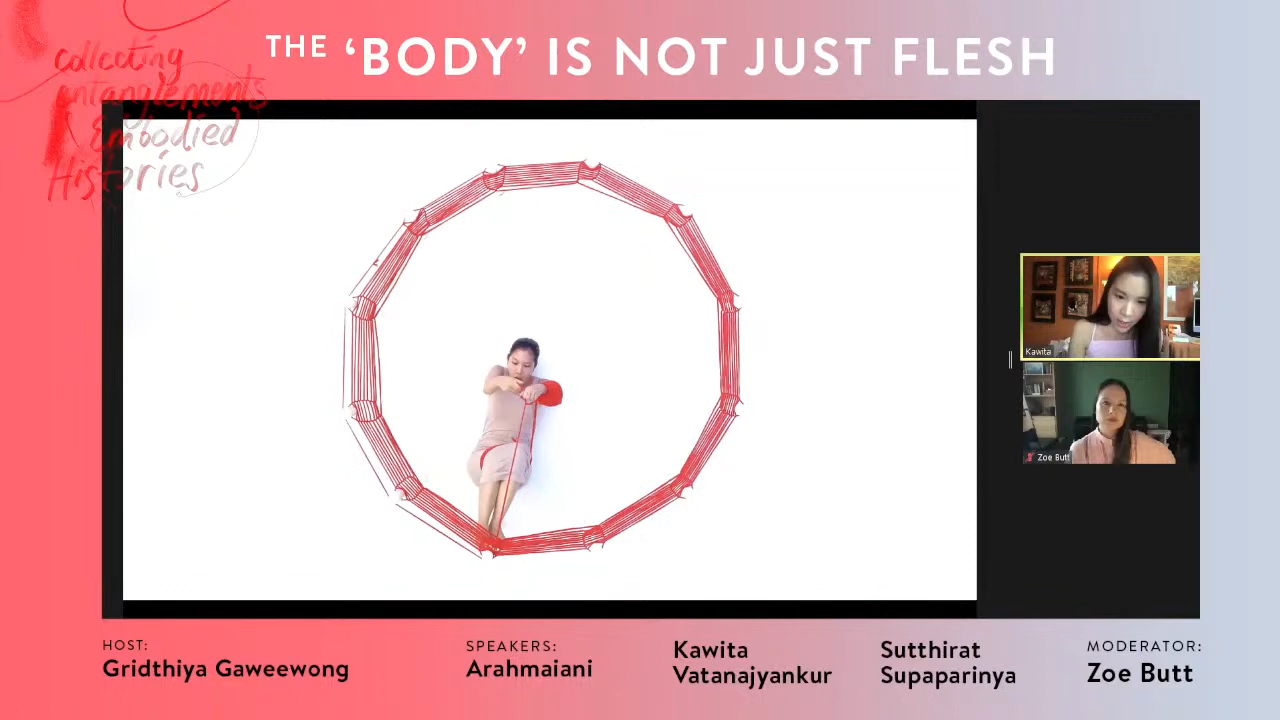 THE ‘BODY’ IS NOT JUST FLESH
collecting
entanglements
Embodied
Histories
Kawita
Zoe Butt
HOST:
Gridthiya Gaweewong
SPEAKERS:
Arahmaiani
Kawita
Vatanajyankur
Sutthirat
Supaparinya
MODERATOR:
Zoe Butt